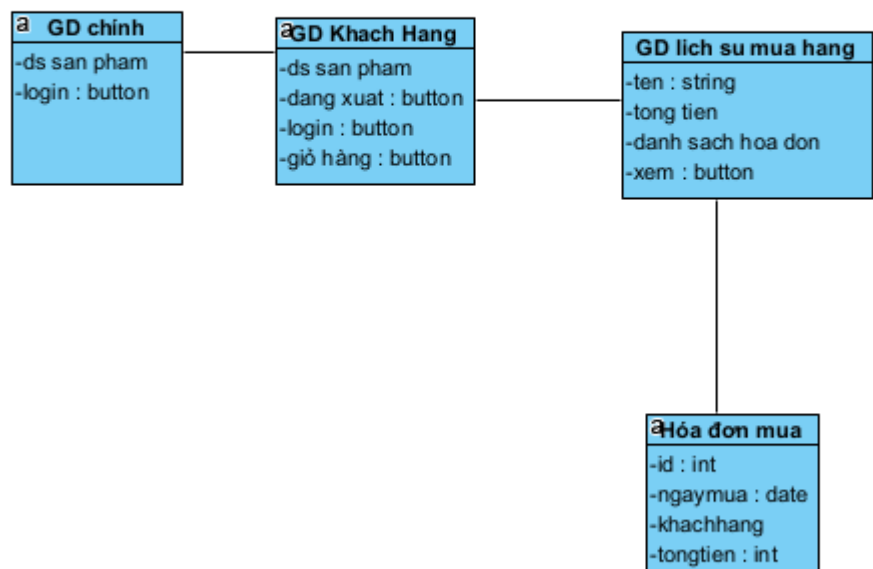 a GD chính
-ds san pham
-login : button
a GD Khach Hang
-ds san pham
-dang xuat : button
-login : button
-giỏ hàng : button
GD lich su mua hang
-ten : string
-tong tien
-danh sach hoa don
-xem : button
a Hóa đơn mua
-id : int
-ngaymua : date
-khachhang
-tongtien : int